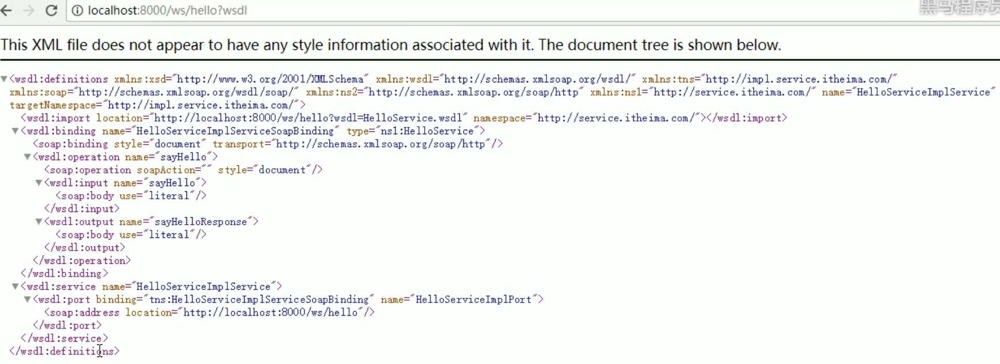 localhost:8000/ws/hello?wsdl
黑马程序员
This XML file does not appear to have any style information associated with it. The document tree is shown below.
▼<wsdl:definitions xmlns:xsd="http://www.w3.org/2001/XMLSchema" xmlns:wsdl="http://schemas.xmlsoap.org/wsdl/" xmlns:tns="http://impl.service.itheima.com/"
xmlns:soap="http://schemas.xmlsoap.org/wsdl/soap/" xmlns:ns2="http://schemas.xmlsoap.org/soap/http" xmlns:ns1="http://service.itheima.com/" name="HelloServiceImplService"
targetNamespace="http://impl.service.itheima.com/">
<wsdl:import location="http://localhost:8000/ws/hello?wsdl=HelloService.wsdl" namespace="http://service.itheima.com/"></wsdl:import>
▼<wsdl:binding name="HelloServiceImplServiceSoapBinding" type="ns1:HelloService">
<soap:binding style="document" transport="http://schemas.xmlsoap.org/soap/http"/>
▼<wsdl:operation name="sayHello">
<soap:operation soapAction="" style="document"/>
▼<wsdl:input name="sayHello">
<soap:body use="literal"/>
</wsdl:input>
▼<wsdl:output name="sayHelloResponse">
<soap:body use="literal"/>
</wsdl:output>
</wsdl:operation>
</wsdl:binding>
▼<wsdl:service name="HelloServiceImplService">
▼<wsdl:port binding="tns:HelloServiceImplServiceSoapBinding" name="HelloServiceImplPort">
<soap:address location="http://localhost:8000/ws/hello"/>
</wsdl:port>
</wsdl:service>
</wsdl:definitions>